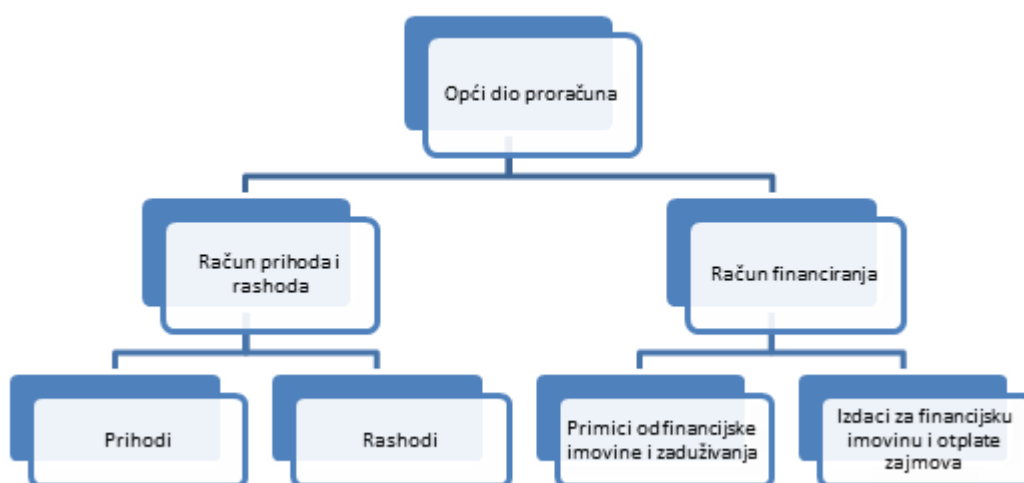 Opći dio proračuna
Račun prihoda i
rashoda
Račun financiranja
Prihodi
Rashodi
Primici od financijske
imovine i zaduživanja
Izdaci za financijsku
imovinu i otplate
zajmova